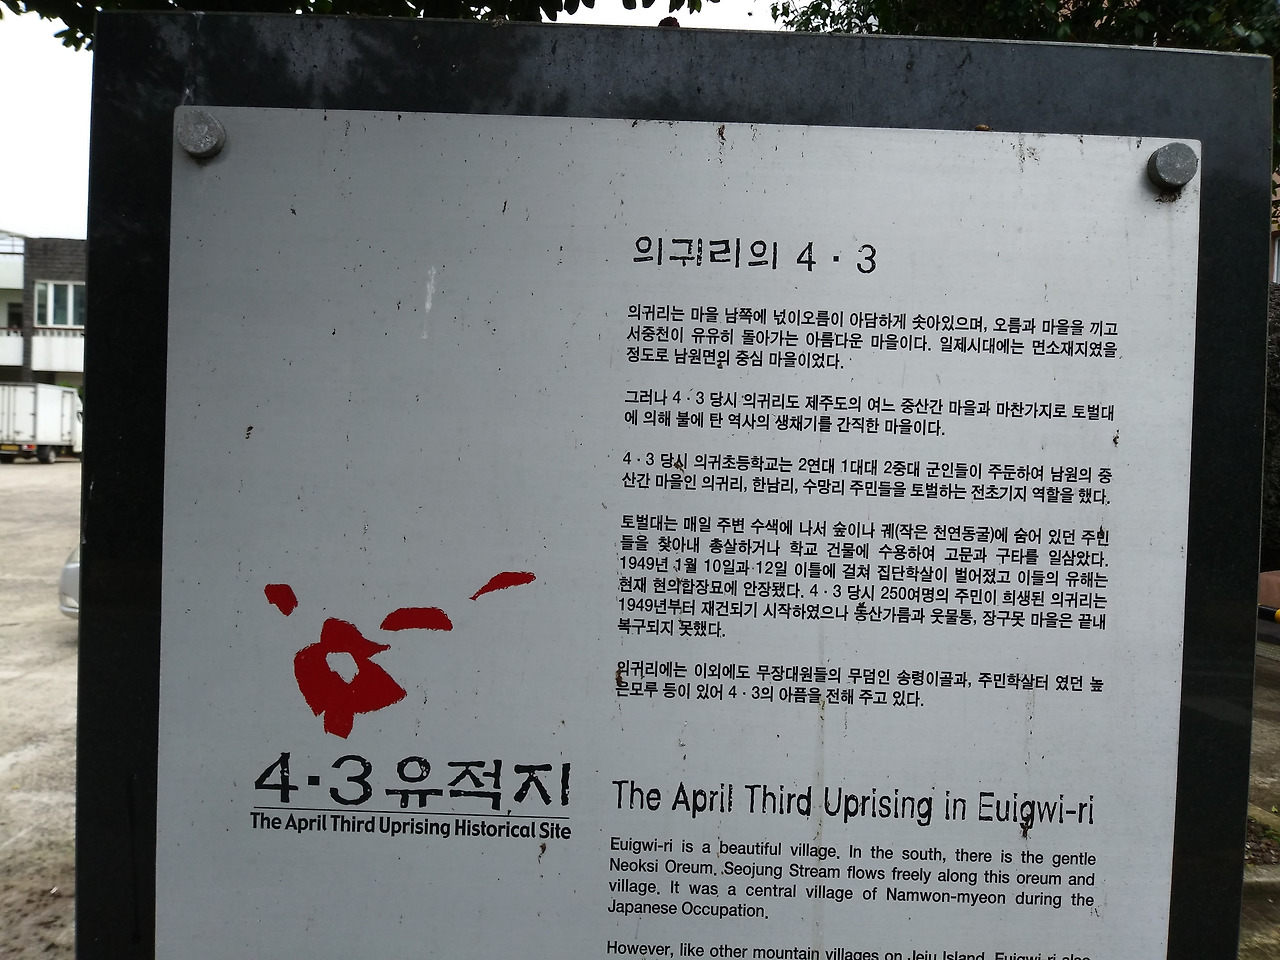 의귀리의 4·3
의귀리는 마을 남쪽에 넋이오름이 아담하게 솟아있으며, 오름과 마을을 끼고
서중천이 유유히 돌아가는 아름다운 마을이다. 일제시대에는 면소재지였을
정도로 남원면의 중심 마을이었다.
그러나 4·3 당시 의귀리도 제주도의 여느 중산간 마을과 마찬가지로 토벌대
에 의해 불에 탄 역사의 생채기를 간직한 마을이다.
4·3 당시 의귀초등학교는 2연대 1대대 2중대 군인들이 주둔하여 남원의 중
산간 마을인 의귀리, 한남리, 수망리 주민들을 토벌하는 전초기지 역할을 했다.
토벌대는 매일 주변 수색에 나서 숲이나 궤(작은 천연동굴)에 숨어 있던 주민
들을 찾아내 총살하거나 학교 건물에 수용하여 고문과 구타를 일삼았다.
1949년 1월 10일과 12일 이틀에 걸쳐 집단학살이 벌어졌고 이들의 유해는
현재 현의합장묘에 안장됐다. 4·3 당시 250여명의 주민이 희생된 의귀리는
1949년부터 재건되기 시작하였으나 동산가름과 웃물통, 장구못 마을은 끝내
복구되지 못했다.
의귀리에는 이외에도 무장대원들의 무덤인 송령이골과, 주민학살터 였던 높
은모루 등이 있어 4·3의 아픔을 전해 주고 있다.
4·3유적지
The April Third Uprising Historical Site
The April Third Uprising in Euigwi-ri
Euigwi-ri is a beautiful village. In the south, there is the gentle
Neoksi Oreum. Seojung Stream flows freely along this oreum and
village. It was a central village of Namwon-myeon during the
Japanese Occupation.
However, like other mountain villages on Jeju Island, Euigwi-ri also